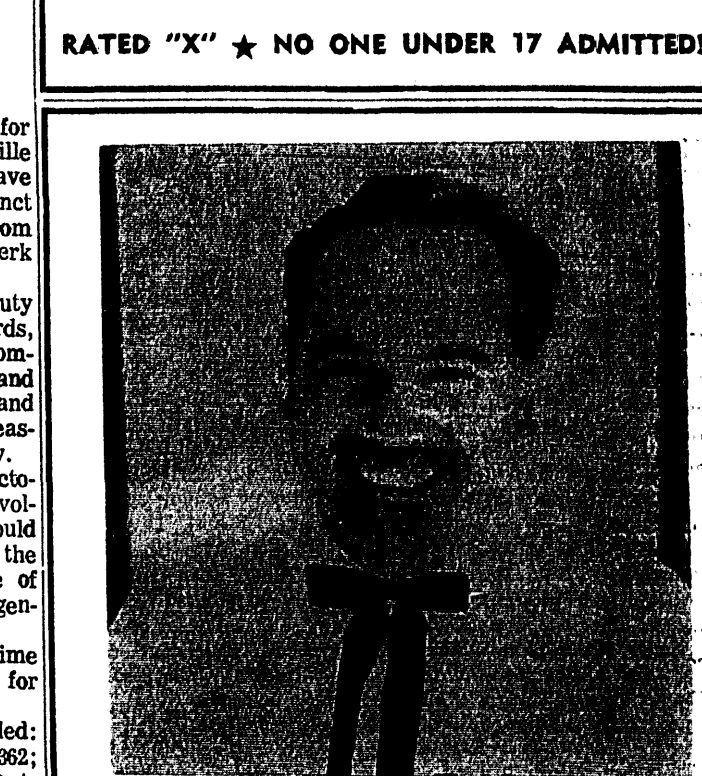 RATED "X" ★ NO ONE UNDER 17 ADMITTED!
for
ille
ave
nct
om
erk
uty
rds,
om-
and
and
eas-
y.
cto-
vol-
ould
the
e of
gen-
ime
for
led:
362;